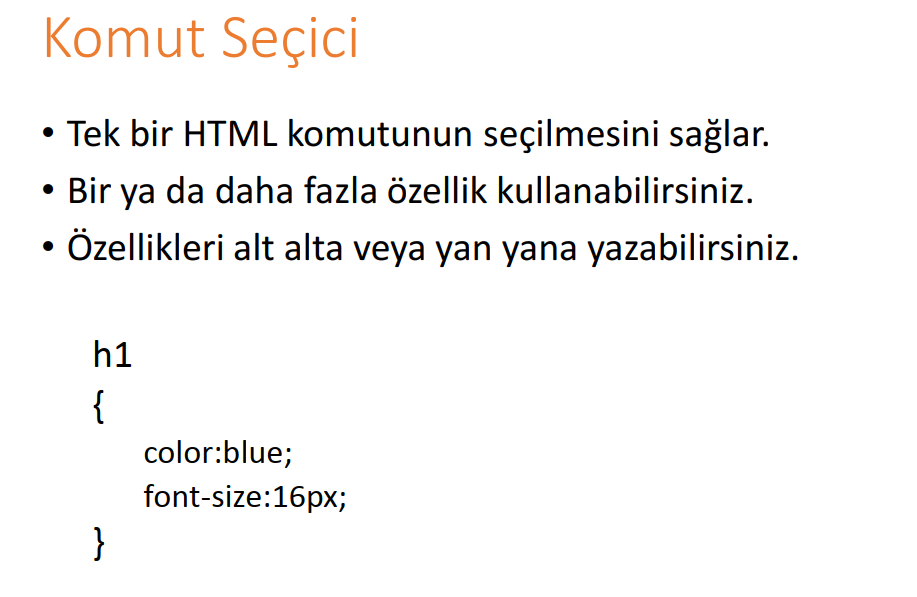 Komut Seçici
• Tek bir HTML komutunun seçilmesini sağlar.
• Bir ya da daha fazla özellik kullanabilirsiniz.
• Özellikleri alt alta veya yan yana yazabilirsiniz.
h1
{
color:blue;
font-size:16px;
}